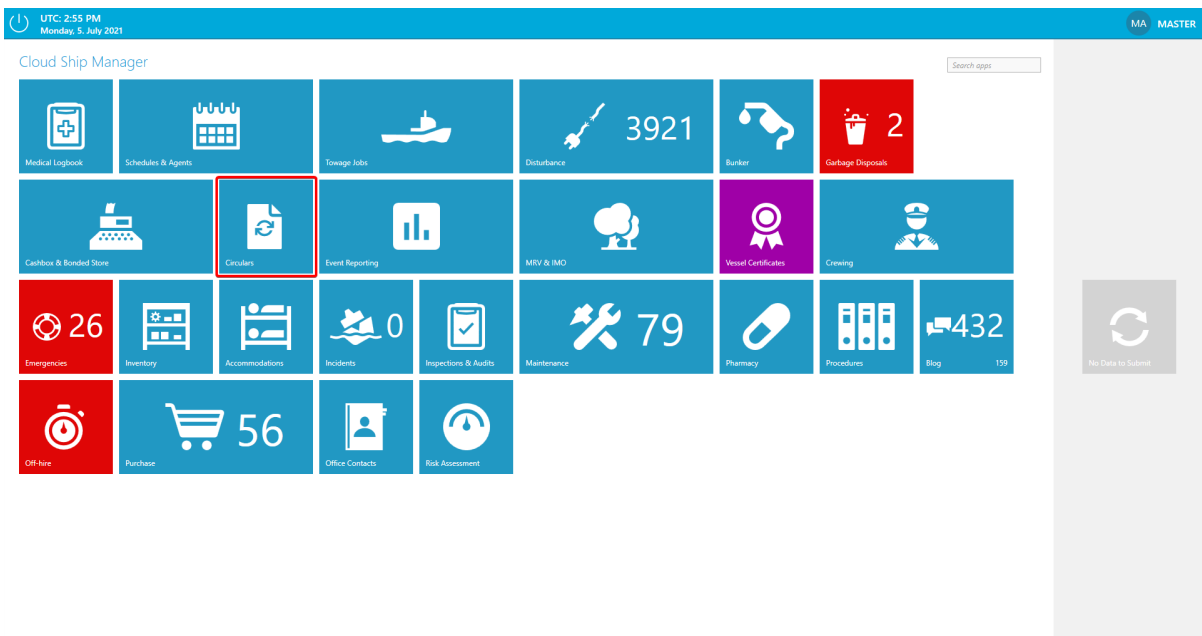 UTC: 2:55 PM
Monday, 5. July 2021
MA MASTER
Cloud Ship Manager
Search apps
Medical Logbook
Schedules & Agents
Towage Jobs
3921
Disturbance
Bunker
2
Garbage Disposals
Cashbox & Bonded Store
Circulars
Event Reporting
MRV & IMO
Vessel Certificates
Crewing
26
Emergencies
Inventory
Accommodations
0
Incidents
Inspections & Audits
79
Maintenance
Pharmacy
Procedures
432
Blog 159
No Data to Submit
Off-hire
56
Purchase
Office Contacts
Risk Assessment